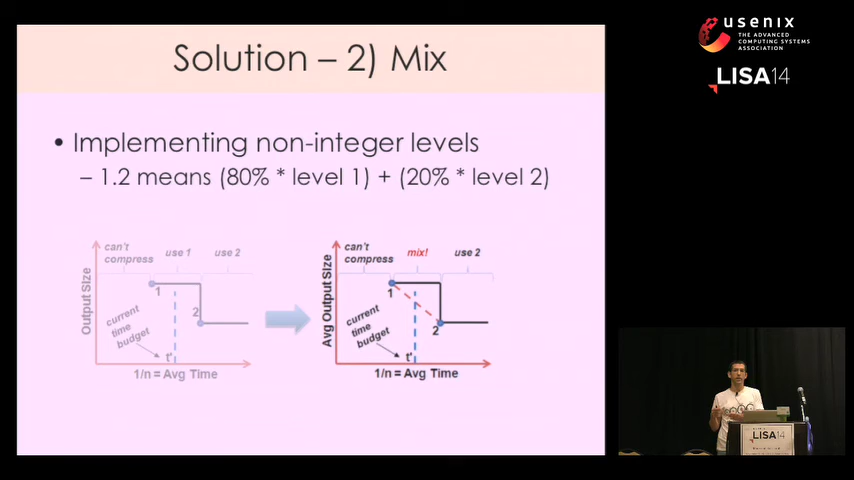 Solution – 2) Mix
• Implementing non-integer levels
– 1.2 means (80% * level 1) + (20% * level 2)
can't compress
use 1
use 2
Output Size
1
2
current time budget
t'
1/n = Avg Time
can't compress
mix!
use 2
Avg Output Size
1
2
current time budget
t'
1/n = Avg Time
usenix
THE ADVANCED
COMPUTING SYSTEMS
ASSOCIATION
LISA14
LISA14